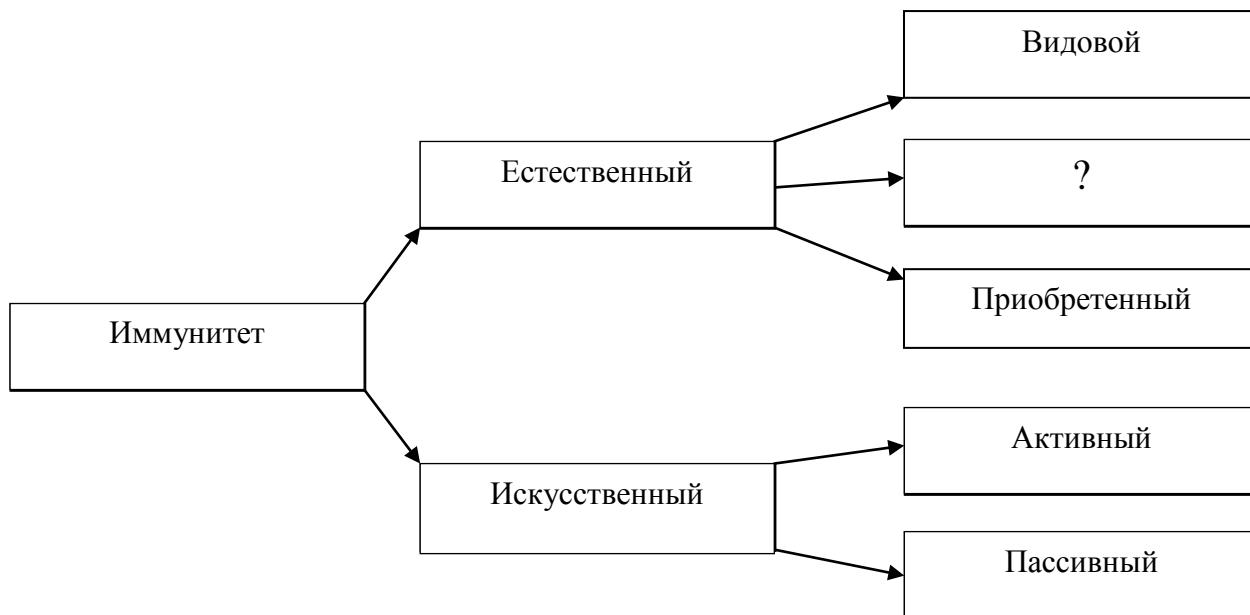 Видовой
Естественный
?
Приобретенный
Иммунитет
Активный
Искусственный
Пассивный